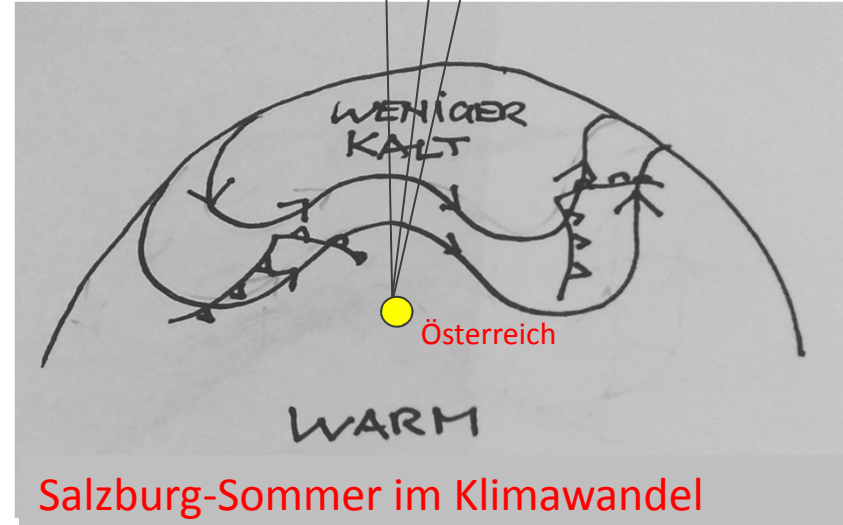 WENIGER
KALT
Österreich
WARM
Salzburg-Sommer im Klimawandel